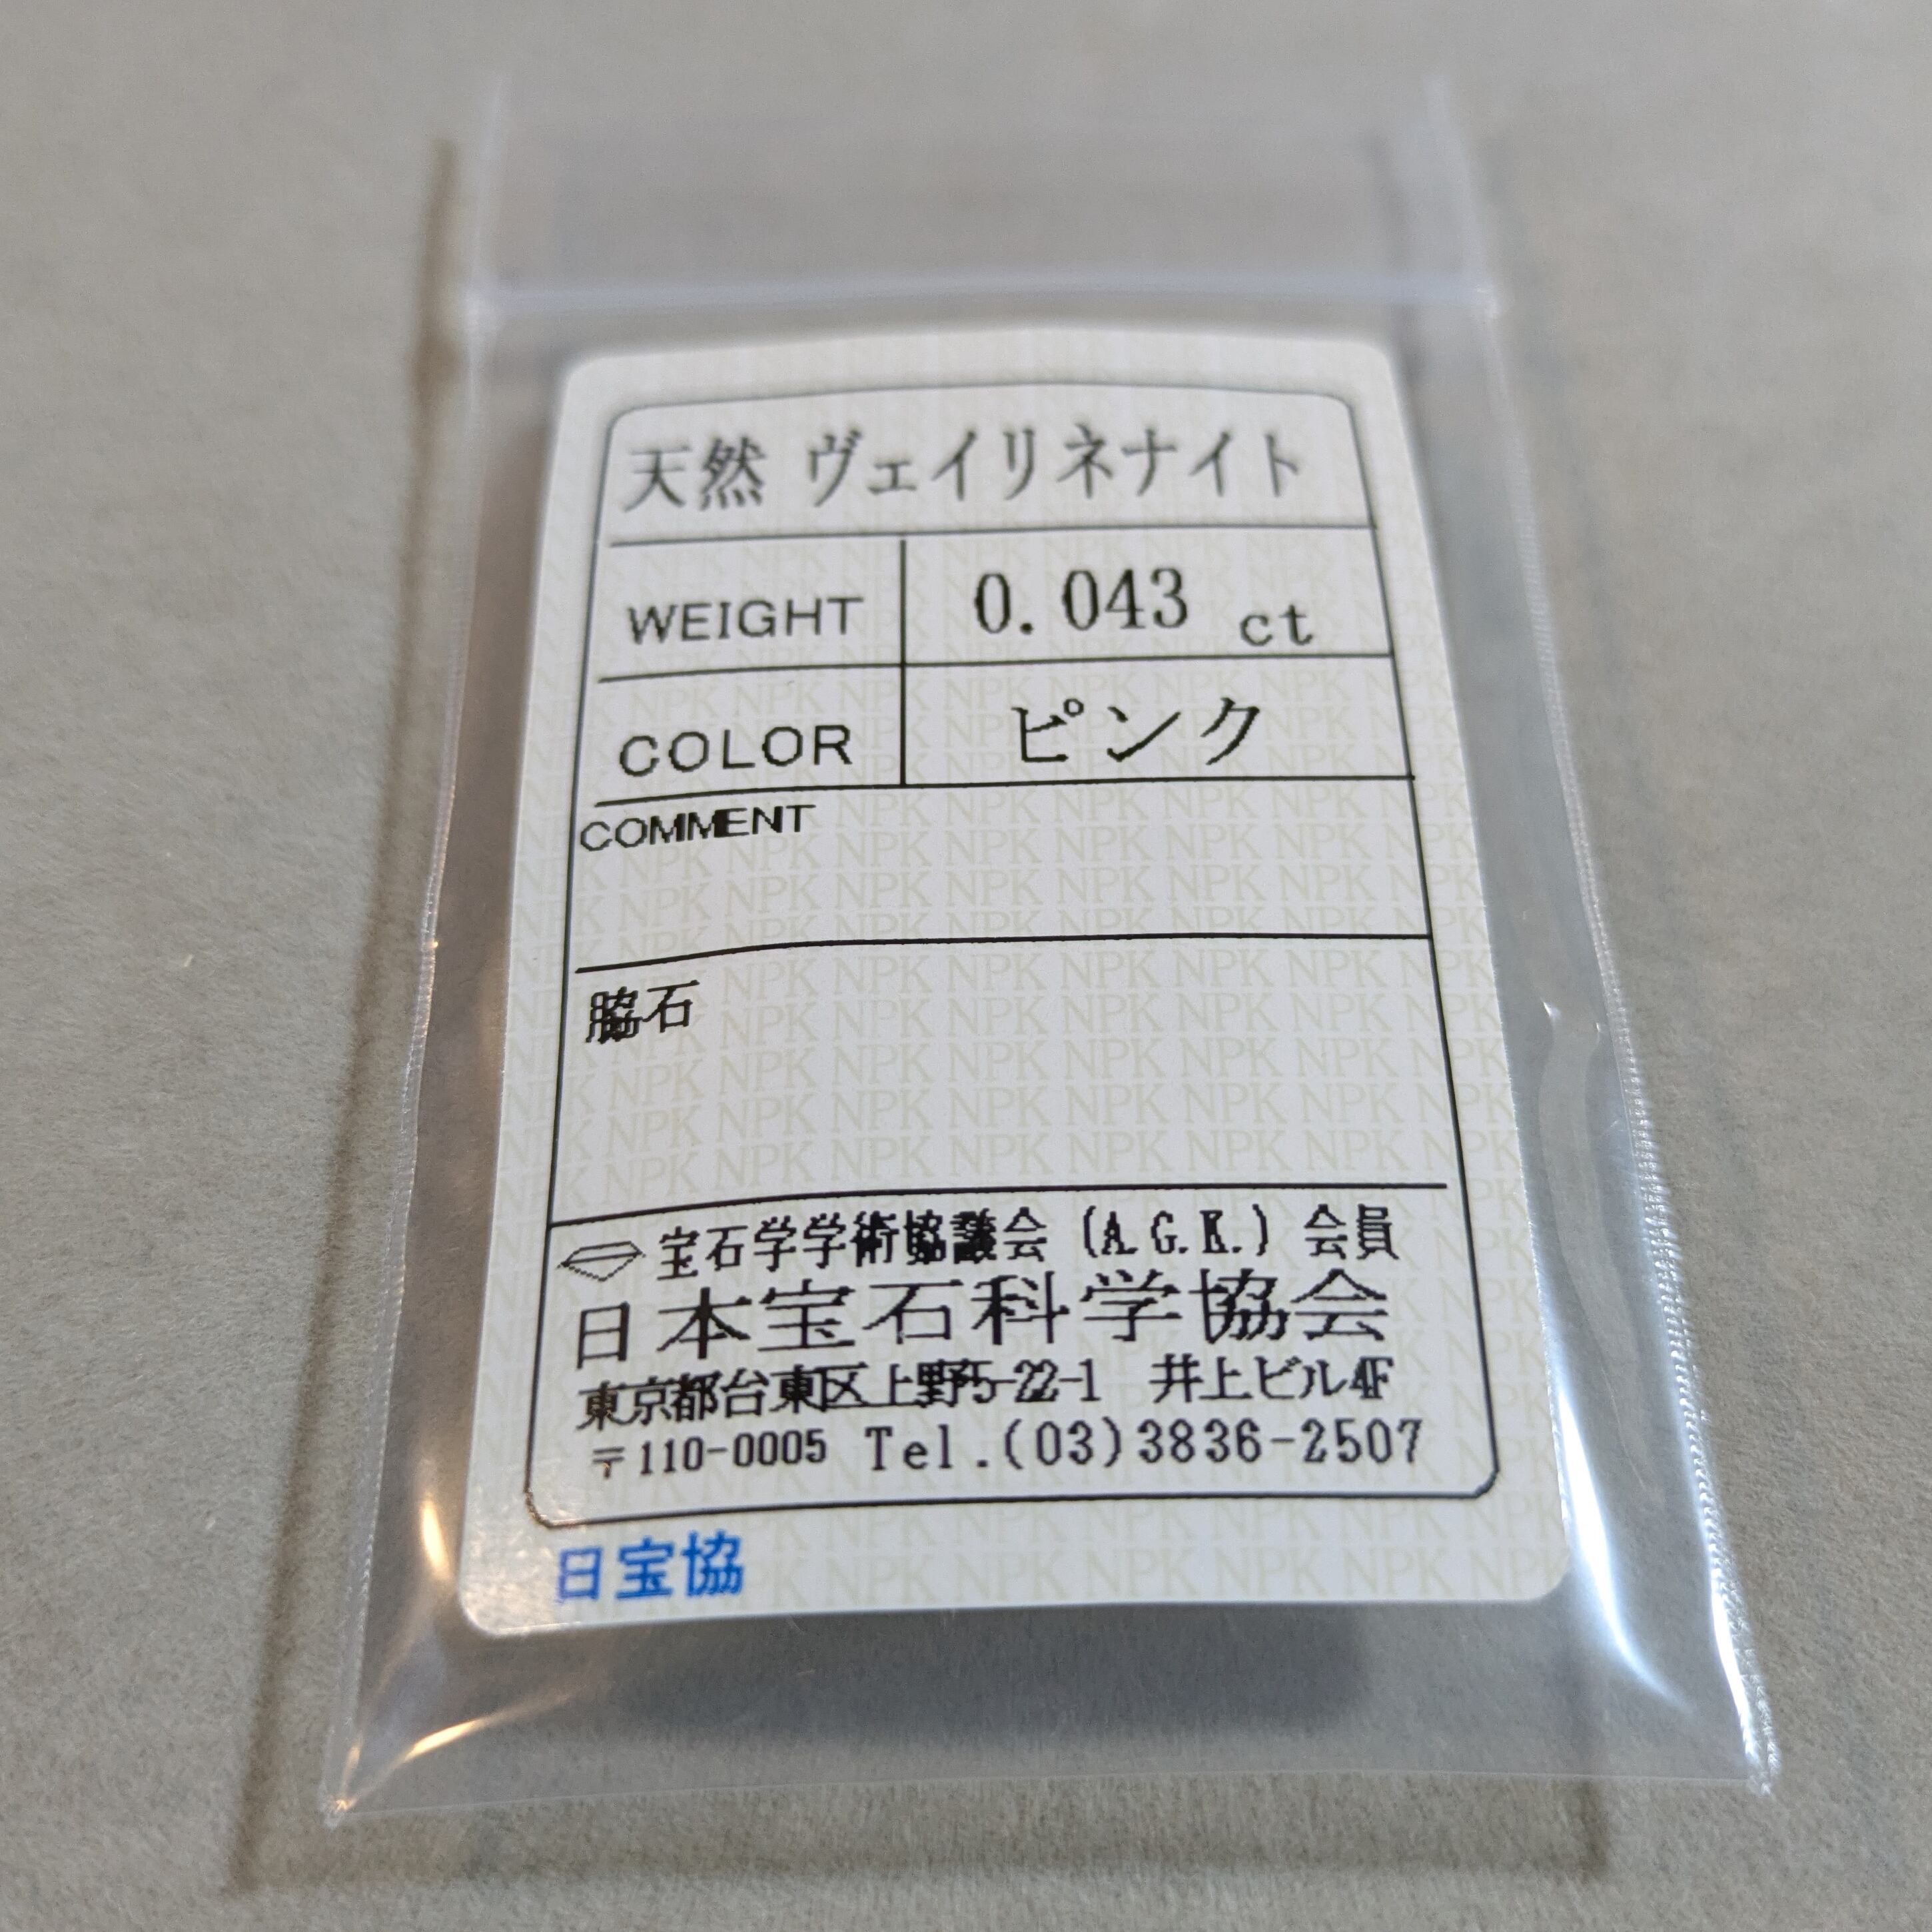 天然 ヴェイリネナイト
WEIGHT 0.043 ct
COLOR ピンク
COMMENT
脇石
宝石学学術協議会 (A.G.K.) 会員
日本宝石科学協会
東京都台東区上野5-22-1 井上ビル4F
〒110-0005 Tel.(03)3836-2507
日宝協